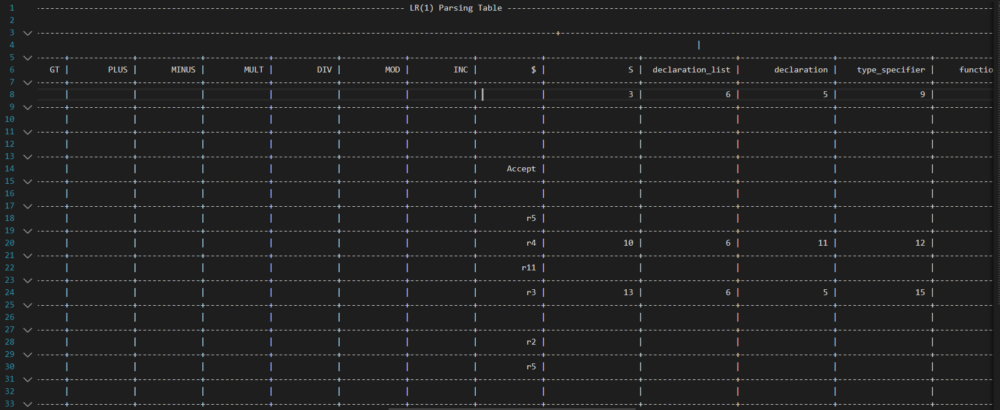 1 ---------------------------------------------------------------------------- LR(1) Parsing Table ----------------------------------------------------------------------------------------------------
2
3 -----------------------------------------------------------------------------------------------------------+------------------------------------------------------------------------------------------
4 |
5 ------+-------------+-------------+-------------+-------------+-------------+-------------+-------------+-------------------+-------------------+-------------------+-------------------+------------
6 GT | PLUS | MINUS | MULT | DIV | MOD | INC | $ | S | declaration_list | declaration | type_specifier | functio
7 ------+-------------+-------------+-------------+-------------+-------------+-------------+-------------+-------------------+-------------------+-------------------+-------------------+------------
8 | | | | | | | | 3 | 6 | 5 | 9 |
9 ------+-------------+-------------+-------------+-------------+-------------+-------------+-------------+-------------------+-------------------+-------------------+-------------------+------------
10 | | | | | | | | | | | |
11 ------+-------------+-------------+-------------+-------------+-------------+-------------+-------------+-------------------+-------------------+-------------------+-------------------+------------
12 | | | | | | | | | | | |
13 ------+-------------+-------------+-------------+-------------+-------------+-------------+-------------+-------------------+-------------------+-------------------+-------------------+------------
14 | | | | | | | Accept | | | | |
15 ------+-------------+-------------+-------------+-------------+-------------+-------------+-------------+-------------------+-------------------+-------------------+-------------------+------------
16 | | | | | | | | | | | |
17 ------+-------------+-------------+-------------+-------------+-------------+-------------+-------------+-------------------+-------------------+-------------------+-------------------+------------
18 | | | | | | | r5 | | | | |
19 ------+-------------+-------------+-------------+-------------+-------------+-------------+-------------+-------------------+-------------------+-------------------+-------------------+------------
20 | | | | | | | r4 | 10 | 6 | 11 | 12 |
21 ------+-------------+-------------+-------------+-------------+-------------+-------------+-------------+-------------------+-------------------+-------------------+-------------------+------------
22 | | | | | | | r11 | | | | |
23 ------+-------------+-------------+-------------+-------------+-------------+-------------+-------------+-------------------+-------------------+-------------------+-------------------+------------
24 | | | | | | | r3 | 13 | 6 | 5 | 15 |
25 ------+-------------+-------------+-------------+-------------+-------------+-------------+-------------+-------------------+-------------------+-------------------+-------------------+------------
26 | | | | | | | | | | | |
27 ------+-------------+-------------+-------------+-------------+-------------+-------------+-------------+-------------------+-------------------+-------------------+-------------------+------------
28 | | | | | | | r2 | | | | |
29 ------+-------------+-------------+-------------+-------------+-------------+-------------+-------------+-------------------+-------------------+-------------------+-------------------+------------
30 | | | | | | | r5 | | | | |
31 ------+-------------+-------------+-------------+-------------+-------------+-------------+-------------+-------------------+-------------------+-------------------+-------------------+------------
32 | | | | | | | | | | | |
33 ------+-------------+-------------+-------------+-------------+-------------+-------------+-------------+-------------------+-------------------+-------------------+-------------------+------------